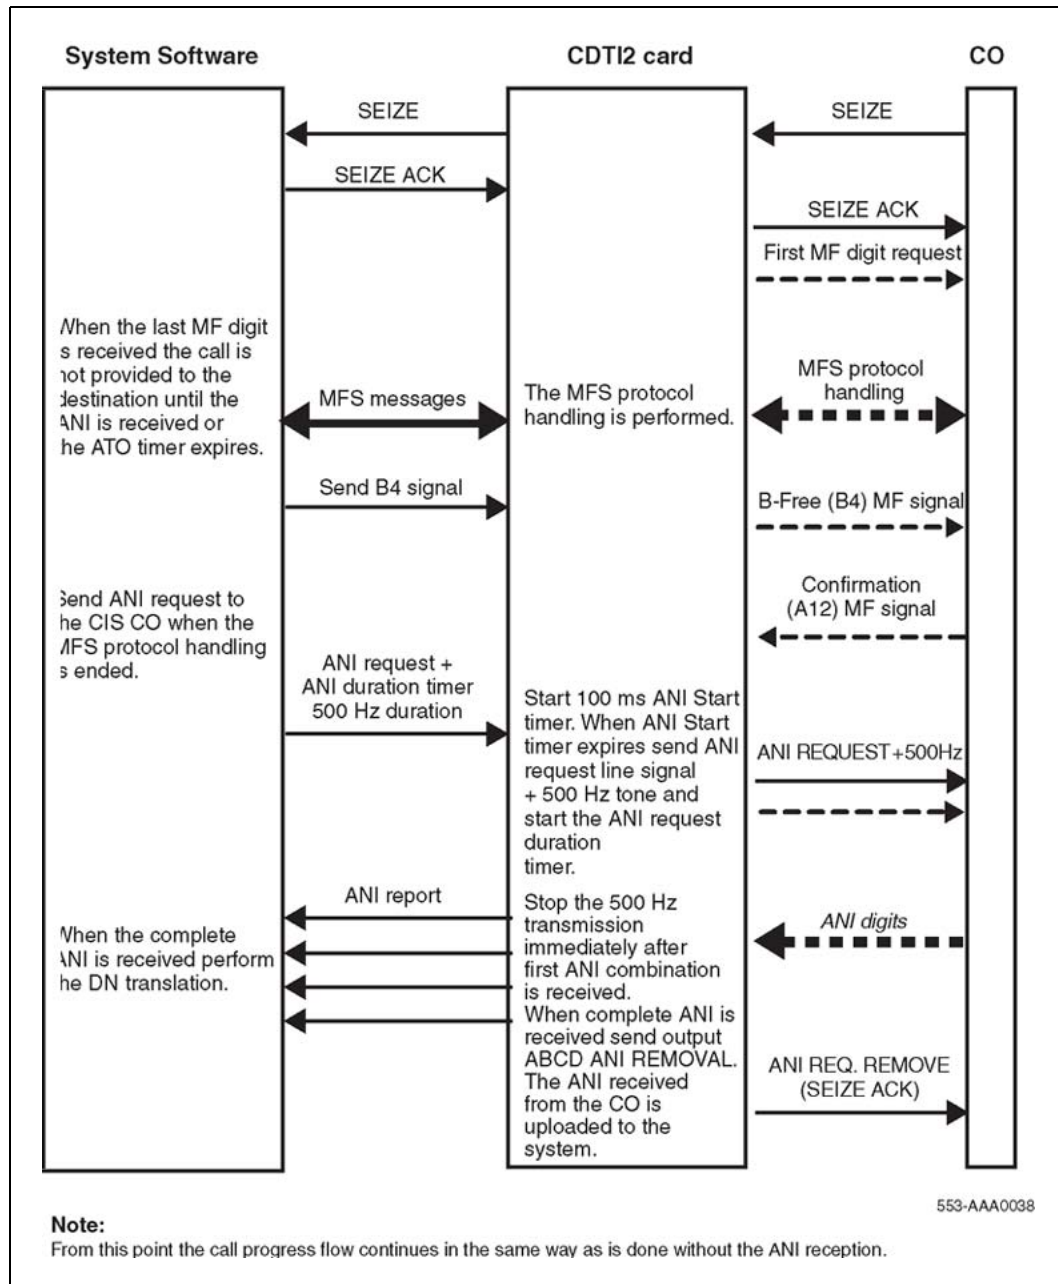 System Software
CDTI2 card
CO
SEIZE
SEIZE
SEIZE ACK
SEIZE ACK
First MF digit request
When the last MF digit
s received the call is
not provided to the
destination until the
ANI is received or
he ATO timer expires.
MFS messages
The MFS protocol
handling is performed.
MFS protocol
handling
Send B4 signal
B-Free (B4) MF signal
Confirmation
(A12) MF signal
Send ANI request to
he CIS CO when the
MFS protocol handling
s ended.
ANI request +
ANI duration timer
500 Hz duration
Start 100 ms ANI Start
timer. When ANI Start
timer expires send ANI
request line signal
+ 500 Hz tone and
start the ANI request
duration
timer.
ANI REQUEST+500Hz
ANI report
Stop the 500 Hz
transmission
immediately after
first ANI combination
is received.
When complete ANI is
received send output
ABCD ANI REMOVAL.
The ANI received
from the CO is
uploaded to the
system.
ANI digits
When the complete
ANI is received perform
he DN translation.
ANI REQ. REMOVE
(SEIZE ACK)
553-AAA0038
Note:
From this point the call progress flow continues in the same way as is done without the ANI reception.